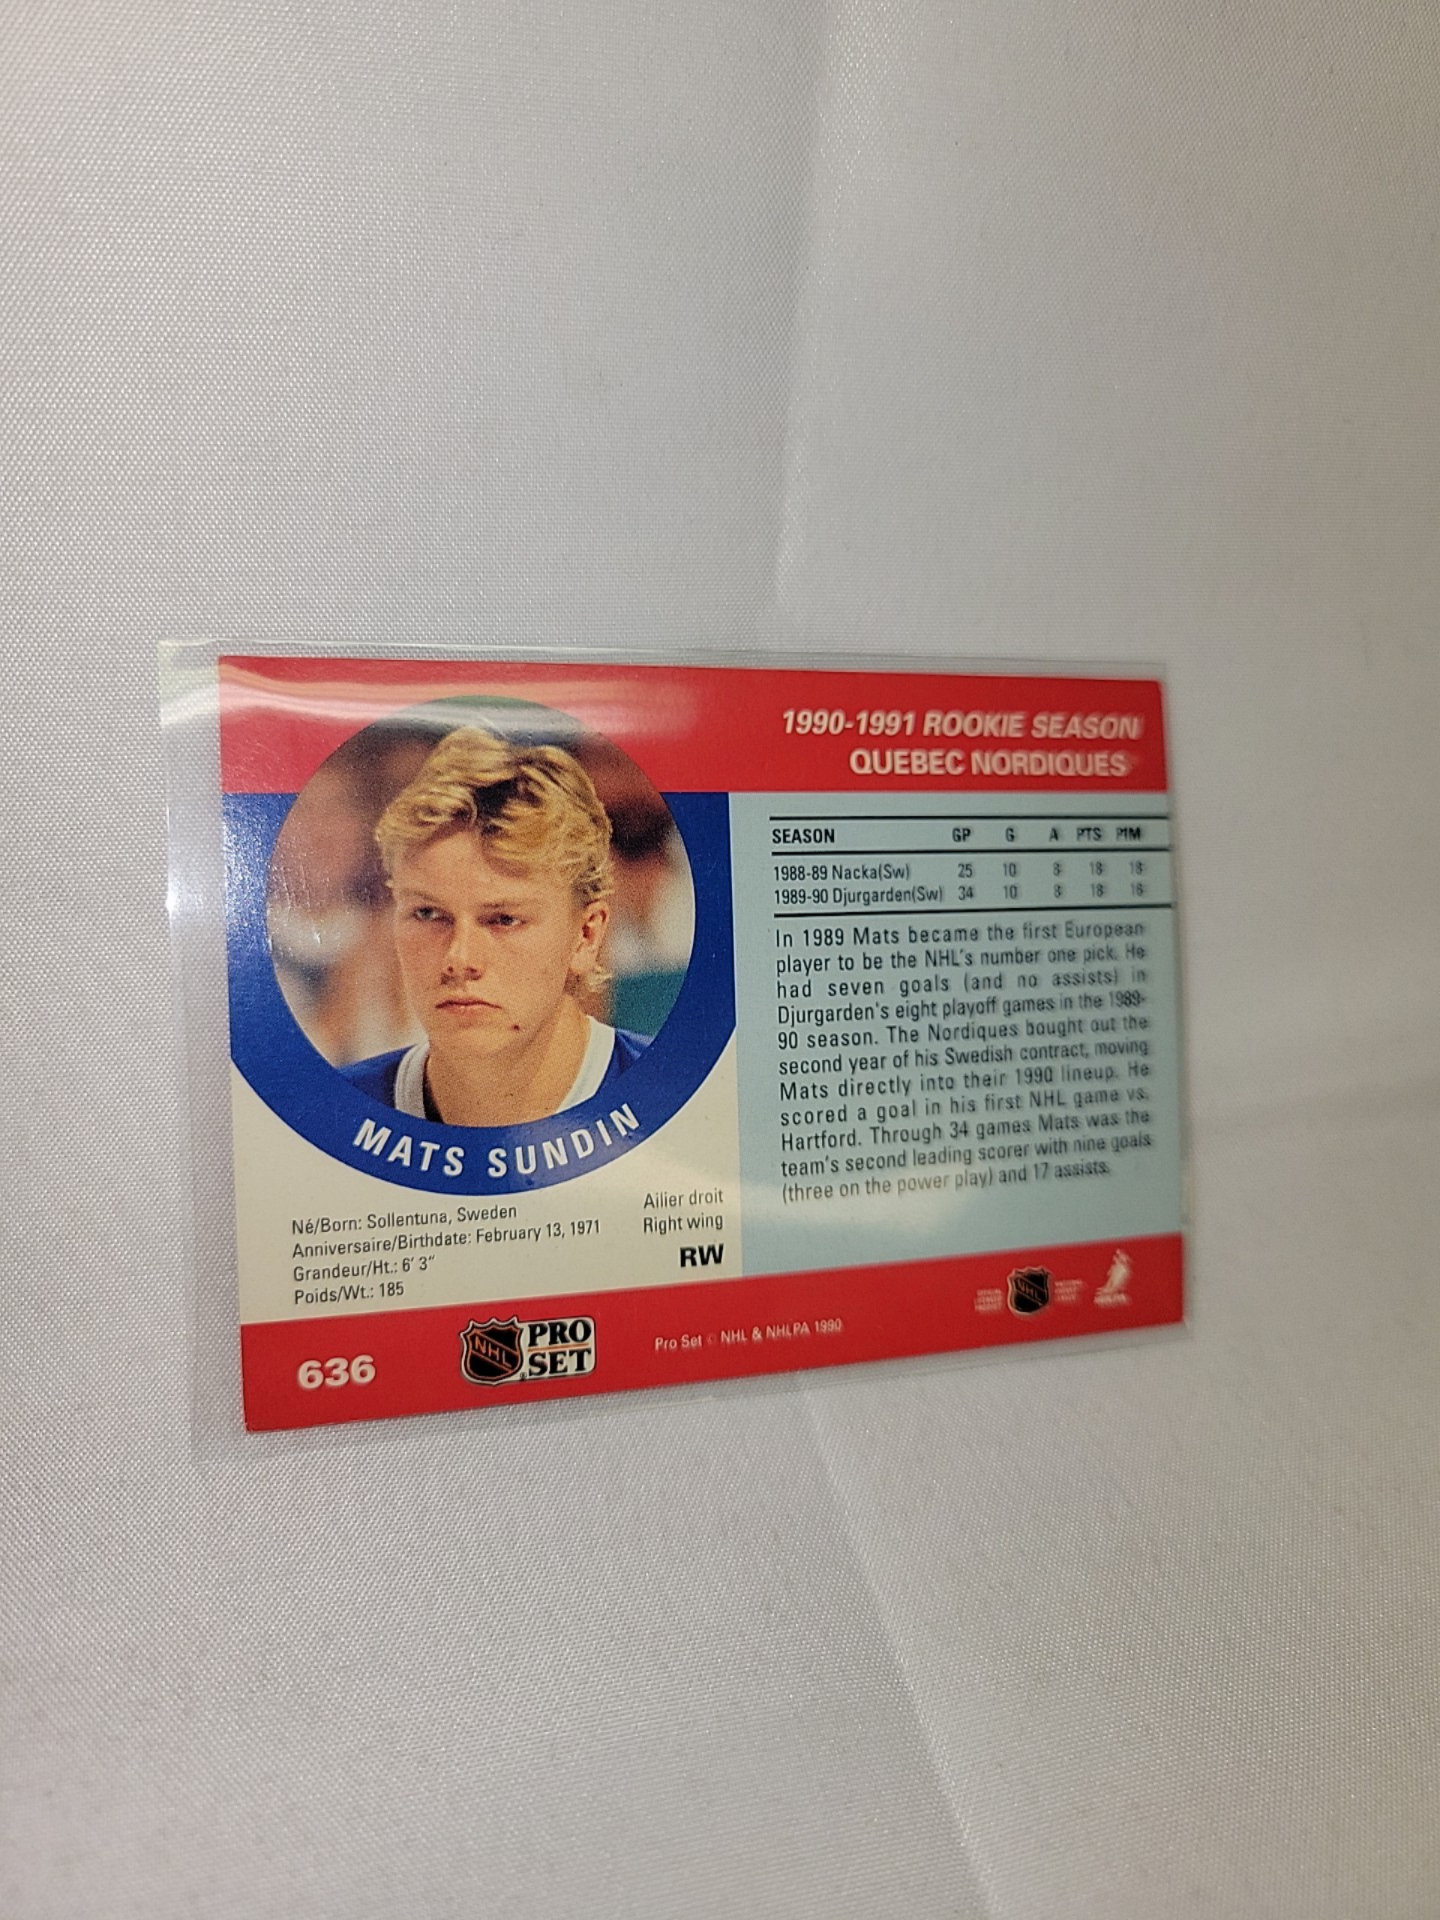 1990-1991 ROOKIE SEASON
QUEBEC NORDIQUES
SEASON GP G A PTS PIM
1988-89 Nacka(Sw) 25 10 8 18 18
1989-90 Djurgarden(Sw) 34 10 8 18 16
In 1989 Mats became the first European
player to be the NHL's number one pick. He
had seven goals (and no assists) in
Djurgarden's eight playoff games in the 1989-
90 season. The Nordiques bought out the
second year of his Swedish contract, moving
Mats directly into their 1990 lineup. He
scored a goal in his first NHL game vs.
Hartford. Through 34 games Mats was the
team's second leading scorer with nine goals
(three on the power play) and 17 assists.
MATS SUNDIN
Né/Born: Sollentuna, Sweden
Anniversaire/Birthdate: February 13, 1971
Grandeur/Ht.: 6' 3"
Poids/Wt.: 185
Ailier droit
Right wing
RW
636
NHL
PRO
SET
Pro Set © NHL & NHLPA 1990
NHL
NHLPA